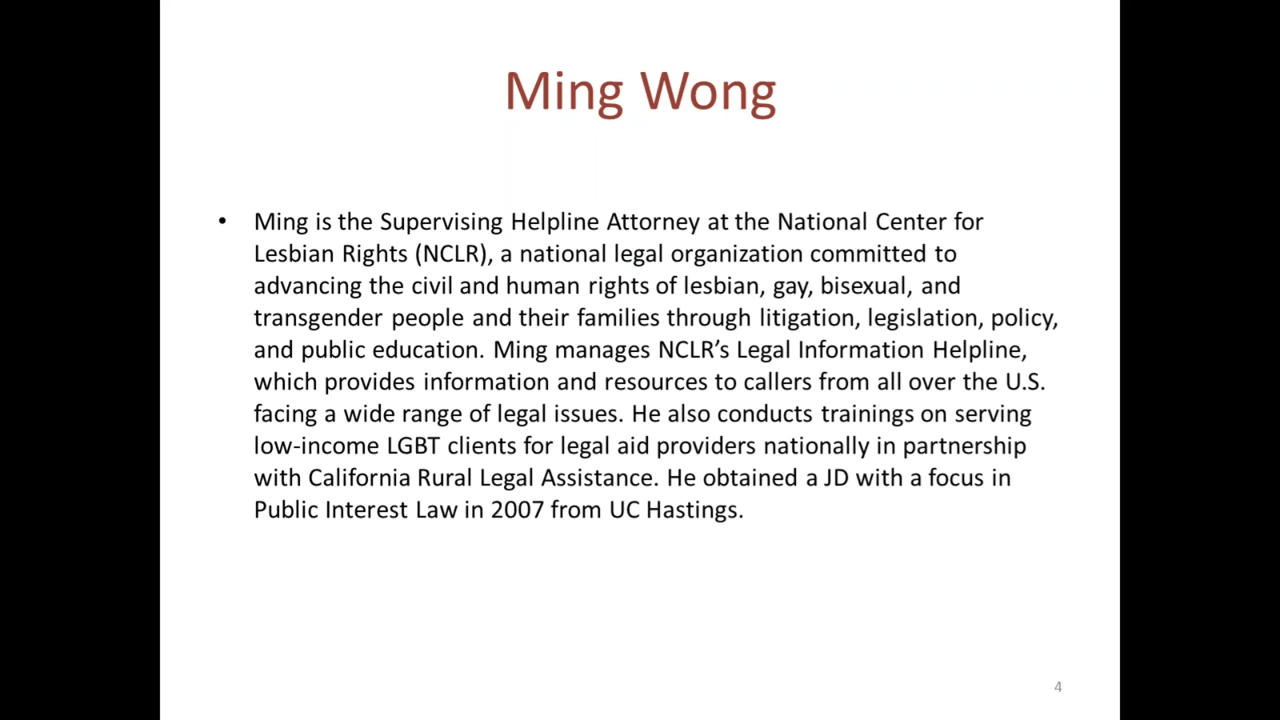 Ming Wong
• Ming is the Supervising Helpline Attorney at the National Center for
Lesbian Rights (NCLR), a national legal organization committed to
advancing the civil and human rights of lesbian, gay, bisexual, and
transgender people and their families through litigation, legislation, policy,
and public education. Ming manages NCLR’s Legal Information Helpline,
which provides information and resources to callers from all over the U.S.
facing a wide range of legal issues. He also conducts trainings on serving
low-income LGBT clients for legal aid providers nationally in partnership
with California Rural Legal Assistance. He obtained a JD with a focus in
Public Interest Law in 2007 from UC Hastings.
4